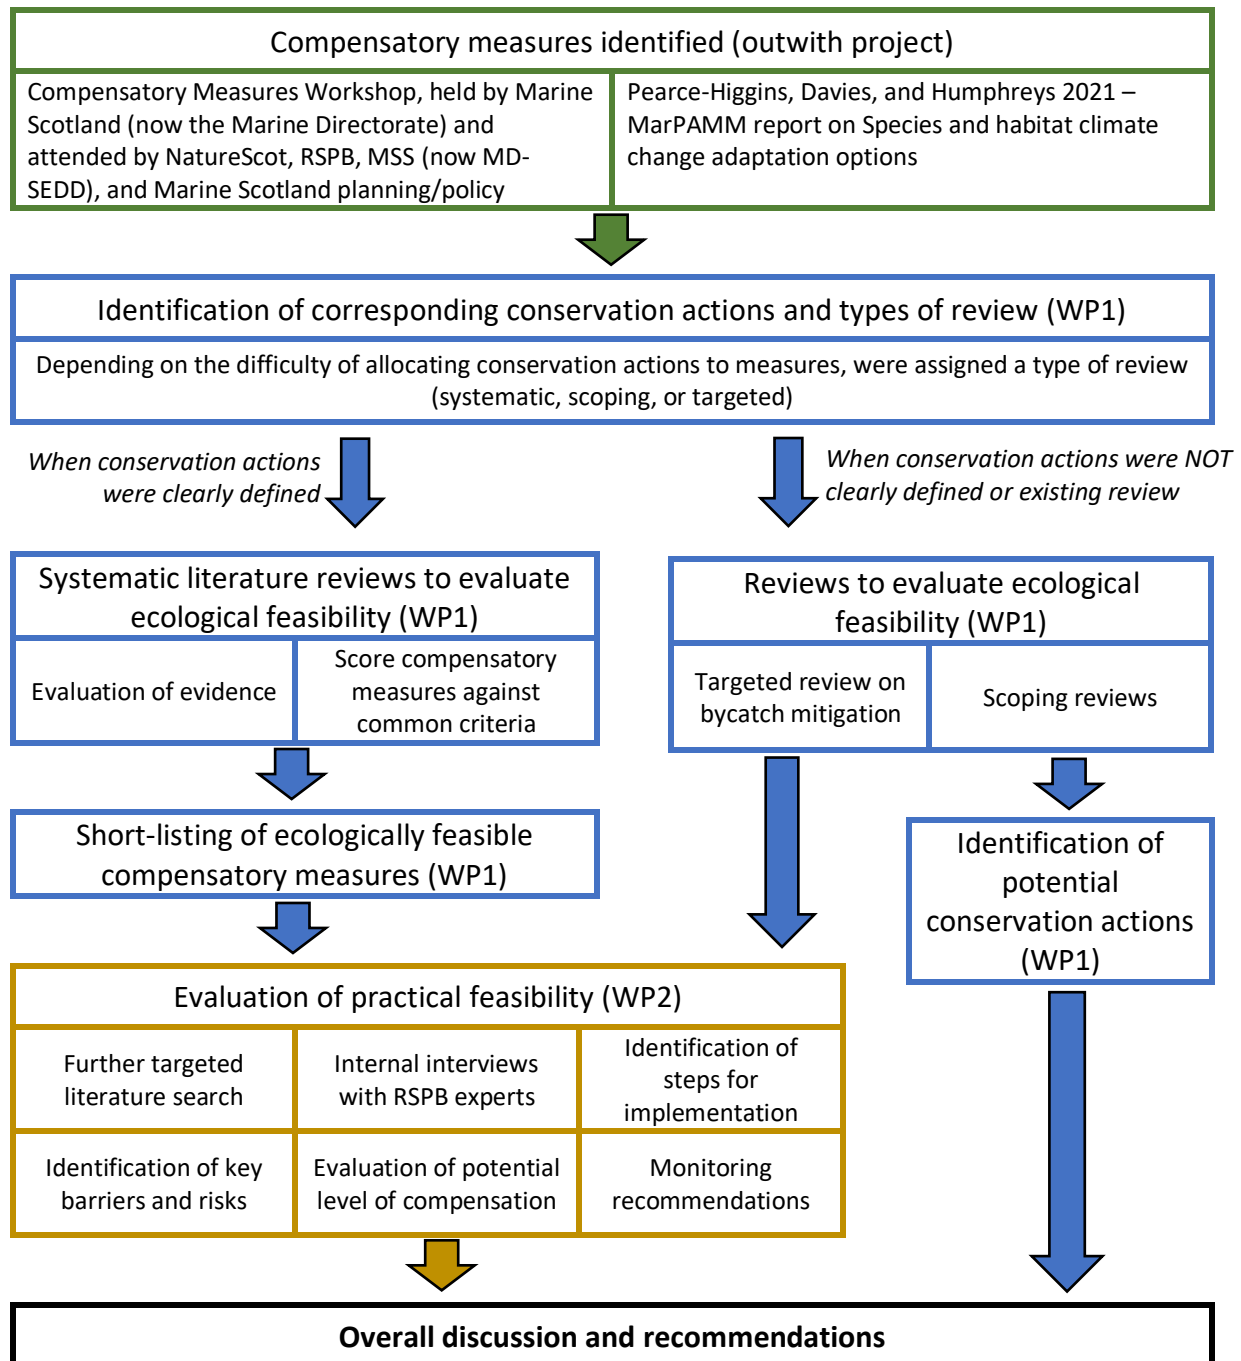 Compensatory measures identified (outwith project)
Compensatory Measures Workshop, held by Marine
Scotland (now the Marine Directorate) and
attended by NatureScot, RSPB, MSS (now MD-
SEDD), and Marine Scotland planning/policy
Pearce-Higgins, Davies, and Humphreys 2021 –
MarPAMM report on Species and habitat climate
change adaptation options
Identification of corresponding conservation actions and types of review (WP1)
Depending on the difficulty of allocating conservation actions to measures, were assigned a type of review
(systematic, scoping, or targeted)
When conservation actions
were clearly defined
When conservation actions were NOT
clearly defined or existing review
Systematic literature reviews to evaluate
ecological feasibility (WP1)
Evaluation of evidence
Score compensatory
measures against
common criteria
Reviews to evaluate ecological
feasibility (WP1)
Targeted review on
bycatch mitigation
Scoping reviews
Short-listing of ecologically feasible
compensatory measures (WP1)
Identification of
potential
conservation actions
(WP1)
Evaluation of practical feasibility (WP2)
Further targeted
literature search
Internal interviews
with RSPB experts
Identification of
steps for
implementation
Identification of key
barriers and risks
Evaluation of potential
level of compensation
Monitoring
recommendations
Overall discussion and recommendations